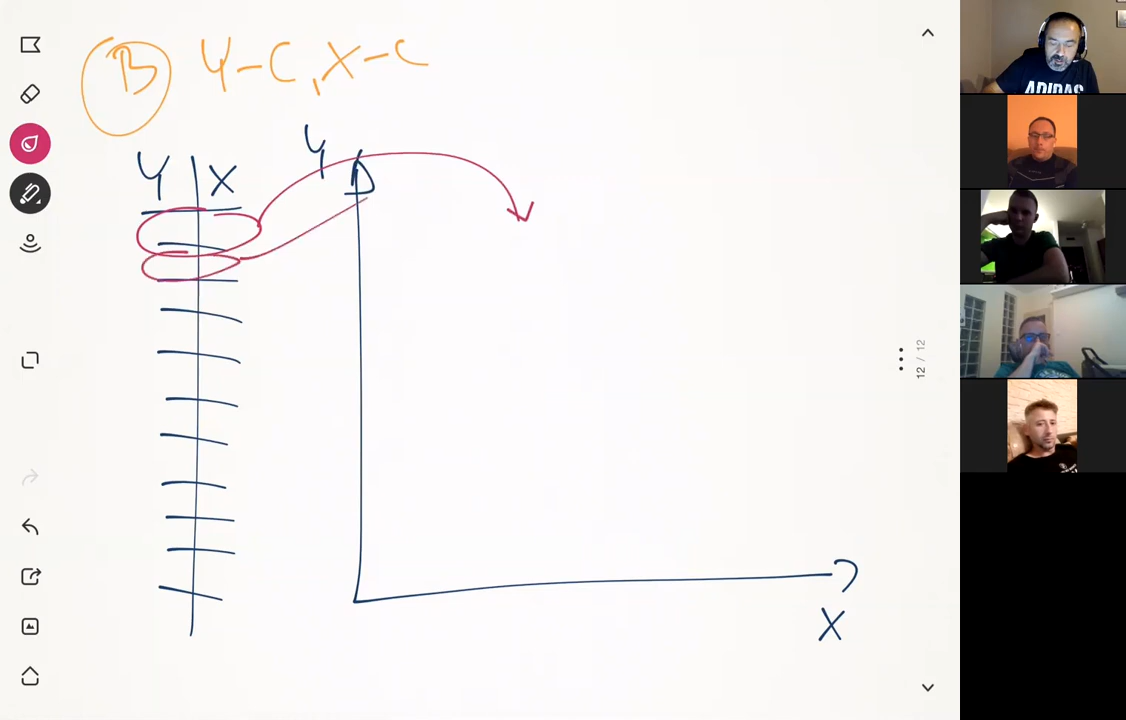 B Y-C, X-C
Y X
Y
X
12 / 12
ADIDAS